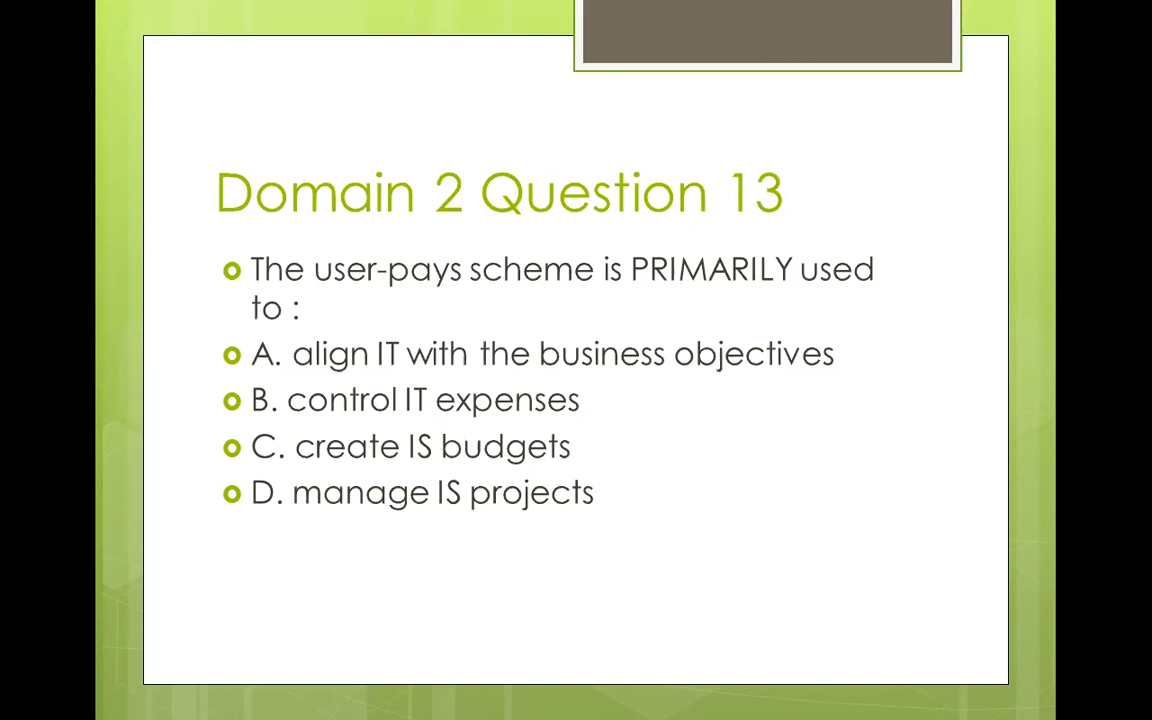 Domain 2 Question 13
The user-pays scheme is PRIMARILY used
to :
A. align IT with the business objectives
B. control IT expenses
C. create IS budgets
D. manage IS projects